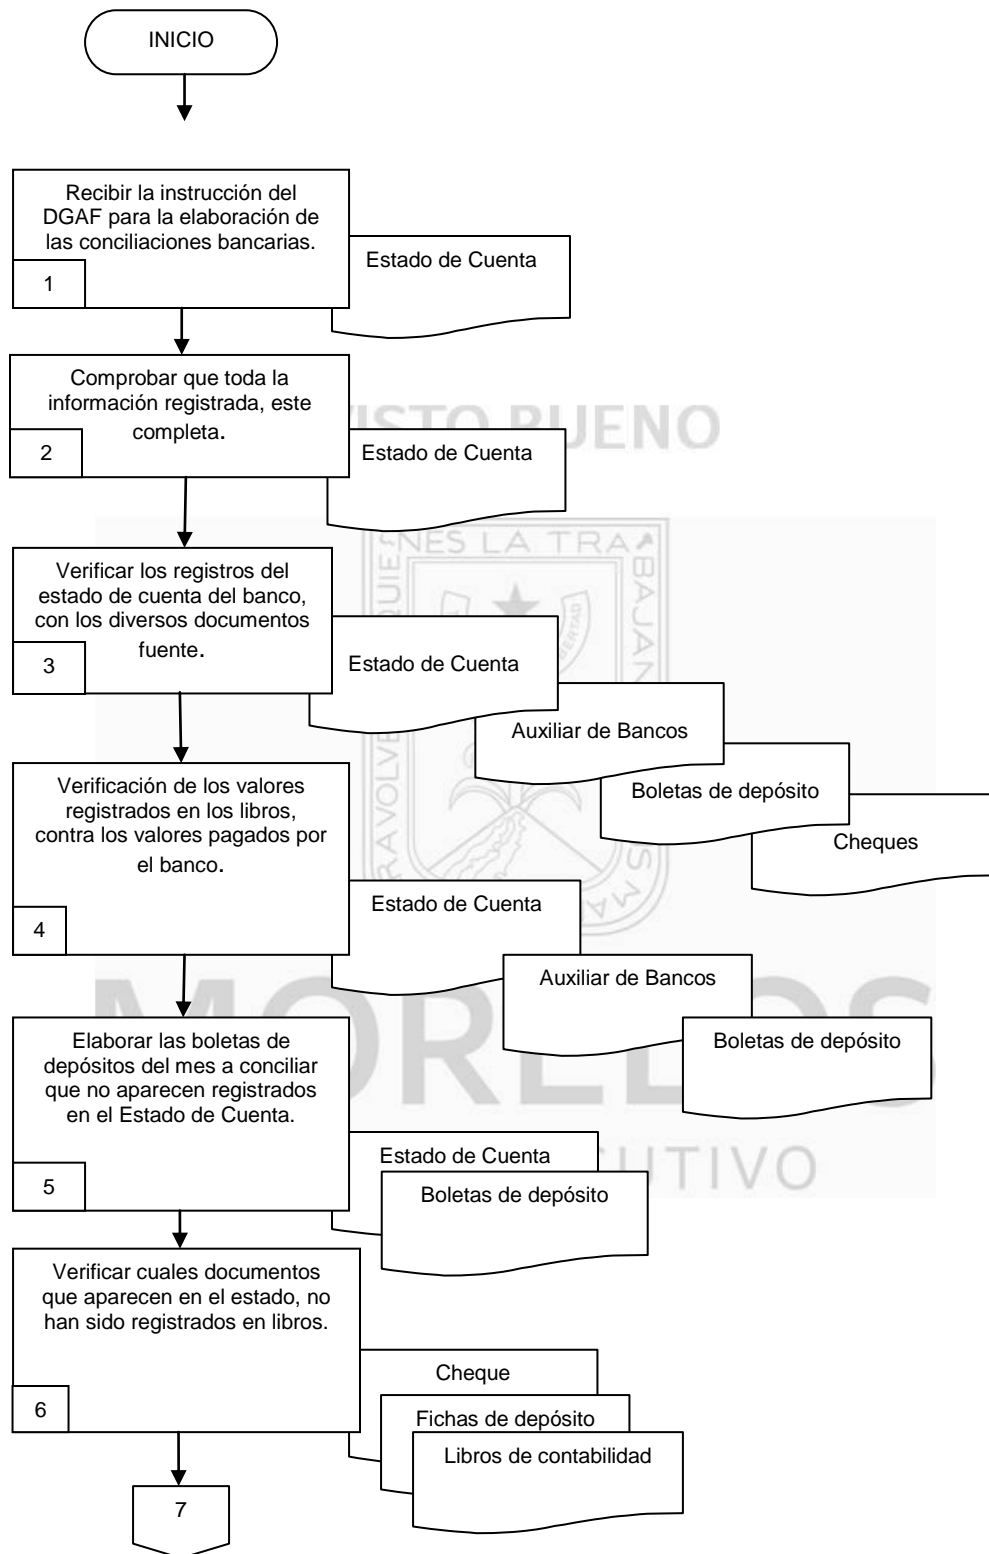 INICIO
Recibir la instrucción del
DGAF para la elaboración de
las conciliaciones bancarias.
1
Estado de Cuenta
Comprobar que toda la
información registrada, este
completa.
2
Estado de Cuenta
VISTO BUENO
Verificar los registros del
estado de cuenta del banco,
con los diversos documentos
fuente.
3
Estado de Cuenta
Auxiliar de Bancos
Boletas de depósito
Cheques
Verificación de los valores
registrados en los libros,
contra los valores pagados por
el banco.
4
Estado de Cuenta
Auxiliar de Bancos
Boletas de depósito
MORELOS
Elaborar las boletas de
depósitos del mes a conciliar
que no aparecen registrados
en el Estado de Cuenta.
5
Estado de Cuenta
Boletas de depósito
Verificar cuales documentos
que aparecen en el estado, no
han sido registrados en libros.
6
Cheque
Fichas de depósito
Libros de contabilidad
7